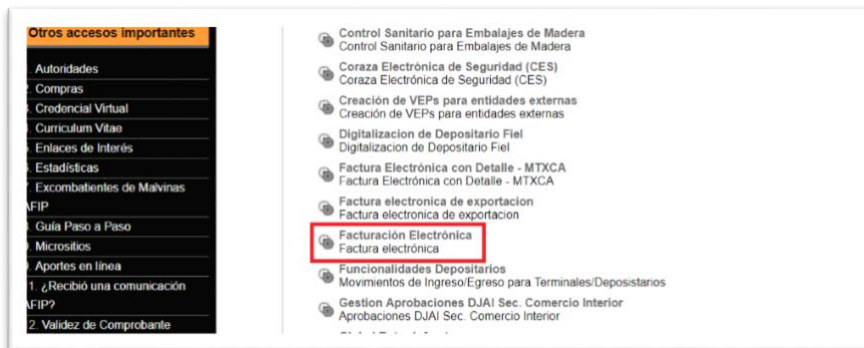 Otros accesos importantes
. Autoridades
. Compras
. Credencial Virtual
. Curriculum Vitae
. Enlaces de Interés
. Estadísticas
. Excombatientes de Malvinas
AFIP
. Guía Paso a Paso
. Micrositios
. Aportes en línea
1. ¿Recibió una comunicación
AFIP?
2. Validez de Comprobante
Control Sanitario para Embalajes de Madera
Control Sanitario para Embalajes de Madera
Coraza Electrónica de Seguridad (CES)
Coraza Electrónica de Seguridad (CES)
Creación de VEPs para entidades externas
Creación de VEPs para entidades externas
Digitalizacion de Depositario Fiel
Digitalizacion de Depositario Fiel
Factura Electrónica con Detalle - MTXCA
Factura Electrónica con Detalle - MTXCA
Factura electronica de exportacion
Factura electronica de exportacion
Facturación Electrónica
Factura electrónica
Funcionalidades Depositarios
Movimientos de Ingreso/Egreso para Terminales/Deposistarios
Gestion Aprobaciones DJAI Sec. Comercio Interior
Aprobaciones DJAI Sec. Comercio Interior